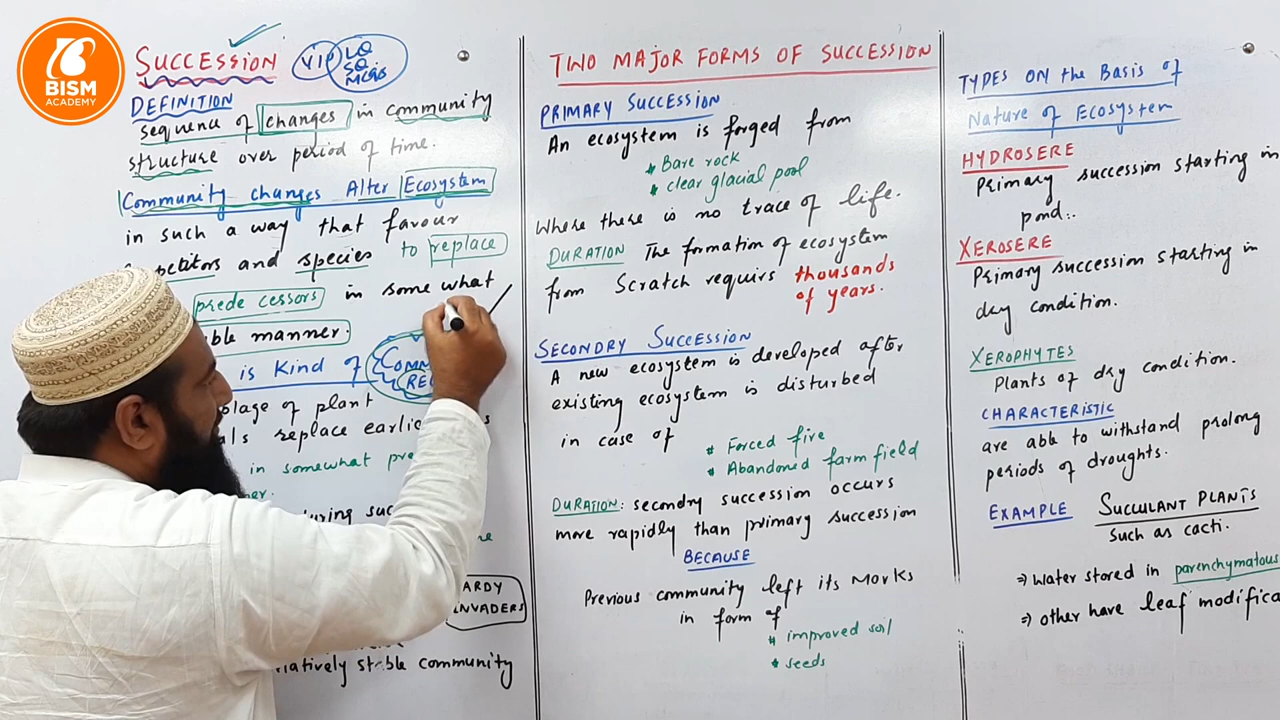 BISM
ACADEMY
SUCCESSION
VIP
LQ
SQ
MCQs
DEFINITION
sequence of changes in community
structure over period of time.
Community changes Alter Ecosystem
in such a way that favour
and species to replace
prede cessors in some what
manner.
is Kind of
of plant
replace
in somewhat
during
ARDY
INVADERS
stable community
TWO MAJOR FORMS OF SUCCESSION
PRIMARY SUCCESSION
An ecosystem is forged from
* Bare rock
* clear glacial pool
Where there is no trace of life.
DURATION The formation of ecosystem
from Scratch requirs thousands
of years.
SECONDRY SUCCESSION
A new ecosystem is developed after
existing ecosystem is disturbed
in case of
* Forced fire
* Abandoned farm field
DURATION: secondry succession occurs
more rapidly than primary succession
BECAUSE
Previous community left its Marks
in form of
* improved soil
* seeds
TYPES ON the Basis of
Nature of Ecosystem
HYDROSERE
Primary succession starting in
pond.
XEROSERE
Primary succession starting in
dry condition.
XEROPHYTES
Plants of dry condition.
CHARACTERISTIC
are able to withstand prolong
periods of droughts.
EXAMPLE SUCCULANT PLANTS
such as cacti.
⇒ Water stored in parenchymatous
⇒ other have leaf modifica